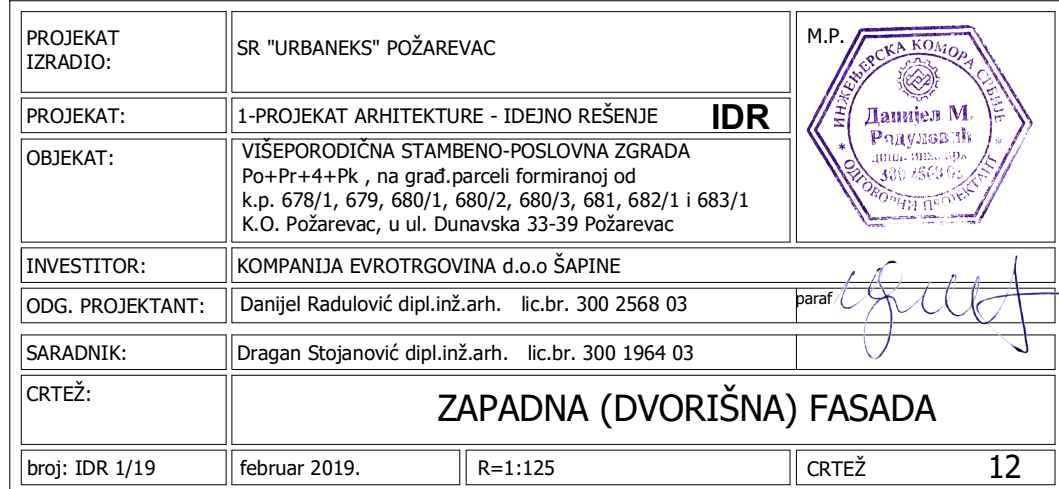 PROJEKAT
IZRADIO:
SR "URBANEKS" POŽAREVAC
M.P.
ИНЖЕЊЕРСКА КОМОРА СРБИЈЕ
Данијел М.
Радуловић
ОДГОВОРНИ ПРОЈЕКТАНТ
PROJEKAT:
1-PROJEKAT ARHITEKTURE - IDEJNO REŠENJE IDR
OBJEKAT:
VIŠEPORODIČNA STAMBENO-POSLOVNA ZGRADA
Po+Pr+4+Pk , na građ.parceli formiranoj od
k.p. 678/1, 679, 680/1, 680/2, 680/3, 681, 682/1 i 683/1
K.O. Požarevac, u ul. Dunavska 33-39 Požarevac
INVESTITOR:
KOMPANIJA EVROTRGOVINA d.o.o ŠAPINE
ODG. PROJEKTANT:
Danijel Radulović dipl.inž.arh. lic.br. 300 2568 03
paraf
SARADNIK:
Dragan Stojanović dipl.inž.arh. lic.br. 300 1964 03
CRTEŽ:
ZAPADNA (DVORIŠNA) FASADA
broj: IDR 1/19
februar 2019.
R=1:125
CRTEŽ 12